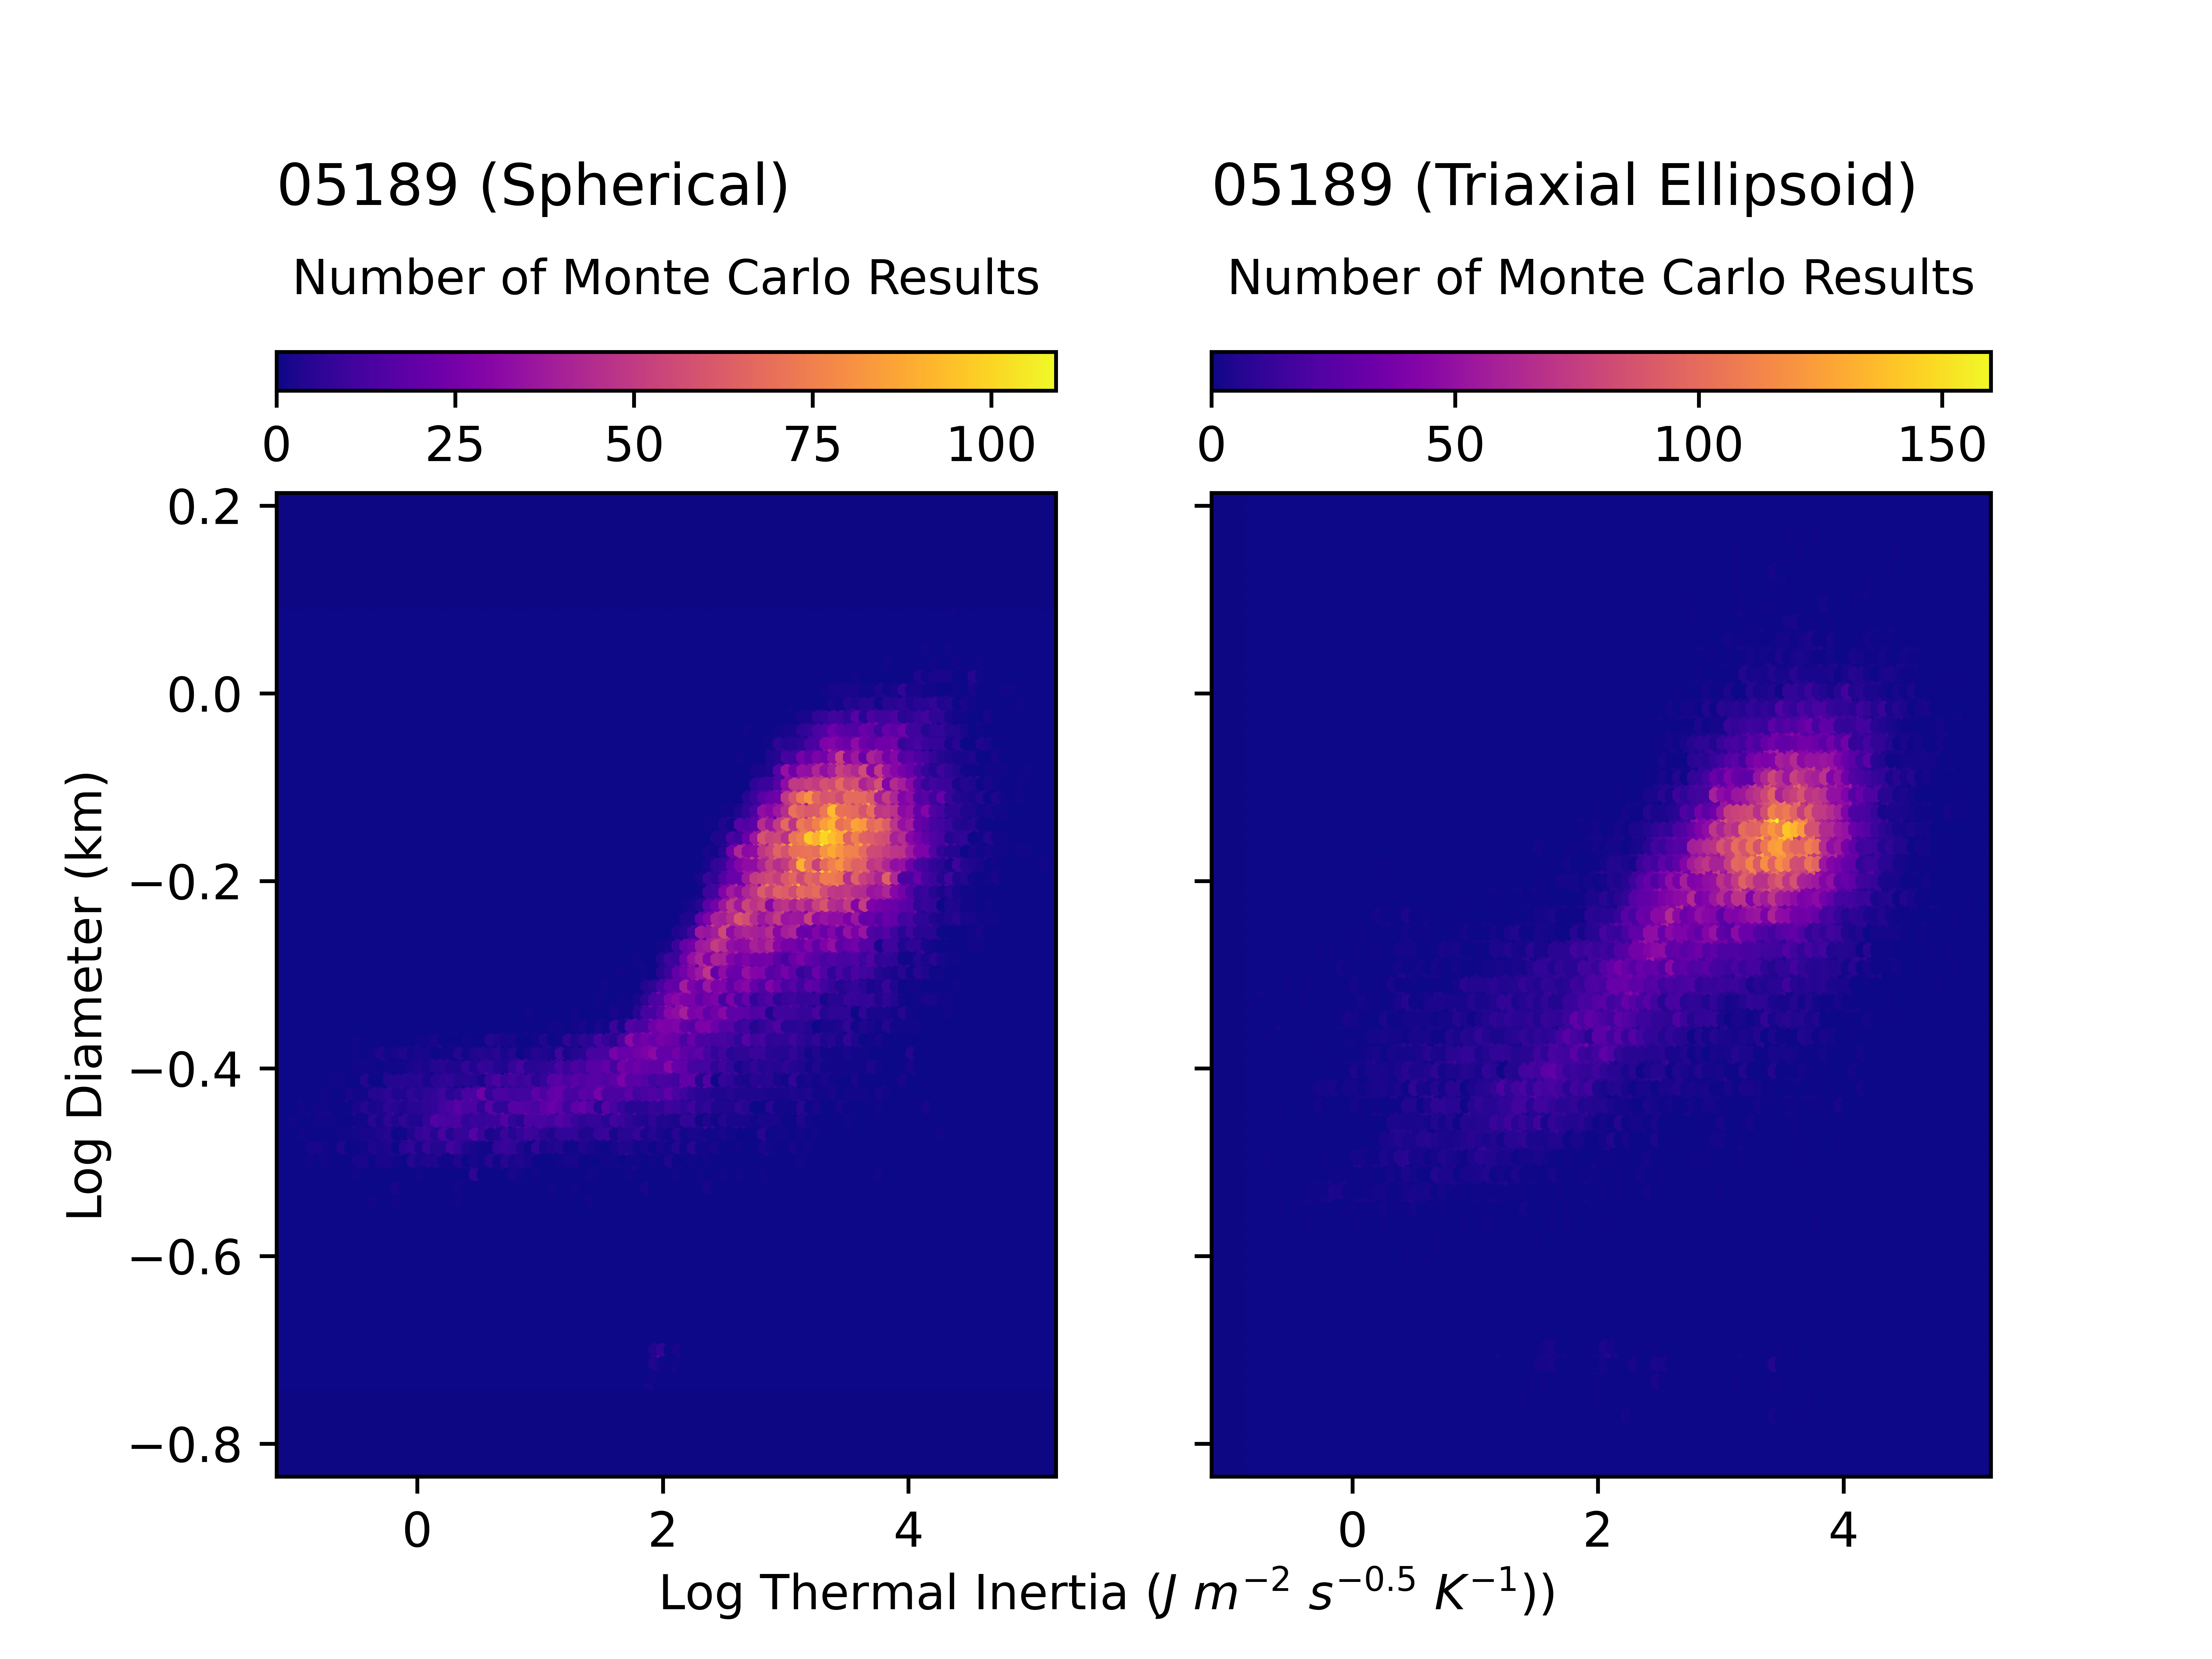 05189 (Spherical)
Number of Monte Carlo Results
0 25 50 75 100
05189 (Triaxial Ellipsoid)
Number of Monte Carlo Results
0 50 100 150
Log Diameter (km)
0.2
0.0
−0.2
−0.4
−0.6
−0.8
0 2 4
0 2 4
Log Thermal Inertia (J m⁻² s⁻⁰·⁵ K⁻¹))